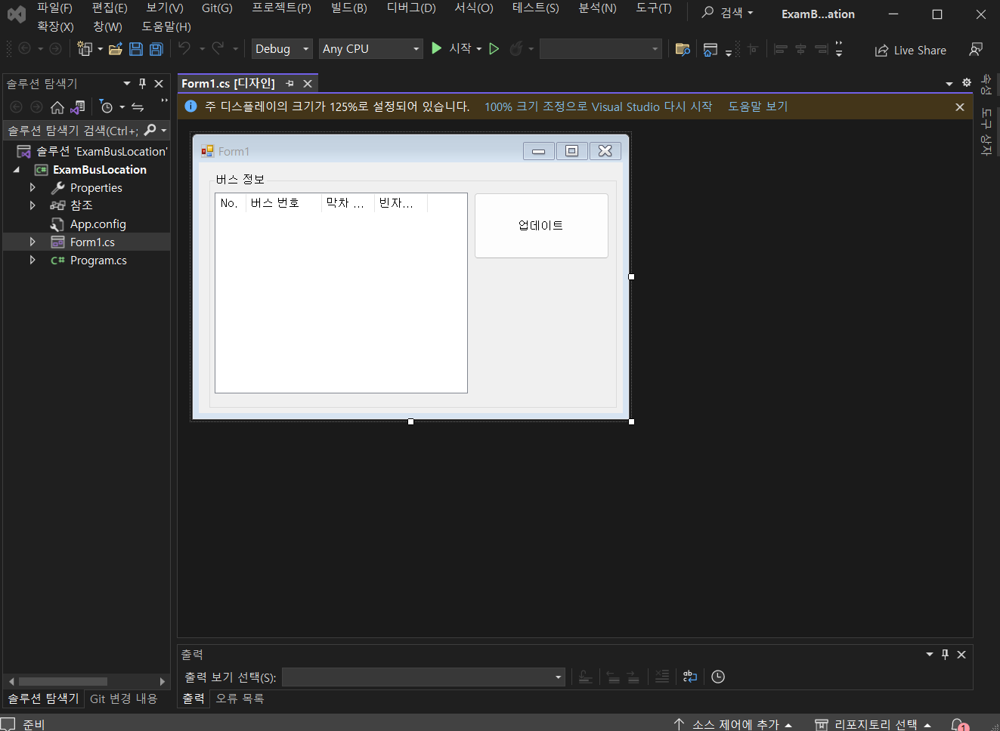 파일(F) 편집(E) 보기(V) Git(G) 프로젝트(P) 빌드(B) 디버그(D) 서식(O) 테스트(S) 분석(N) 도구(T) 검색 ExamB...ation
확장(X) 창(W) 도움말(H)
Debug Any CPU 시작 Live Share
솔루션 탐색기
Form1.cs [디자인]
주 디스플레이의 크기가 125%로 설정되어 있습니다. 100% 크기 조정으로 Visual Studio 다시 시작 도움말 보기
솔루션 탐색기 검색(Ctrl+;
솔루션 'ExamBusLocation'
ExamBusLocation
Properties
참조
App.config
Form1.cs
Program.cs
Form1
버스 정보
No. 버스 번호 막차 ... 빈자...
업데이트
속성
도구 상자
출력
출력 보기 선택(S):
솔루션 탐색기 Git 변경 내용
출력 오류 목록
준비 소스 제어에 추가 리포지토리 선택 1